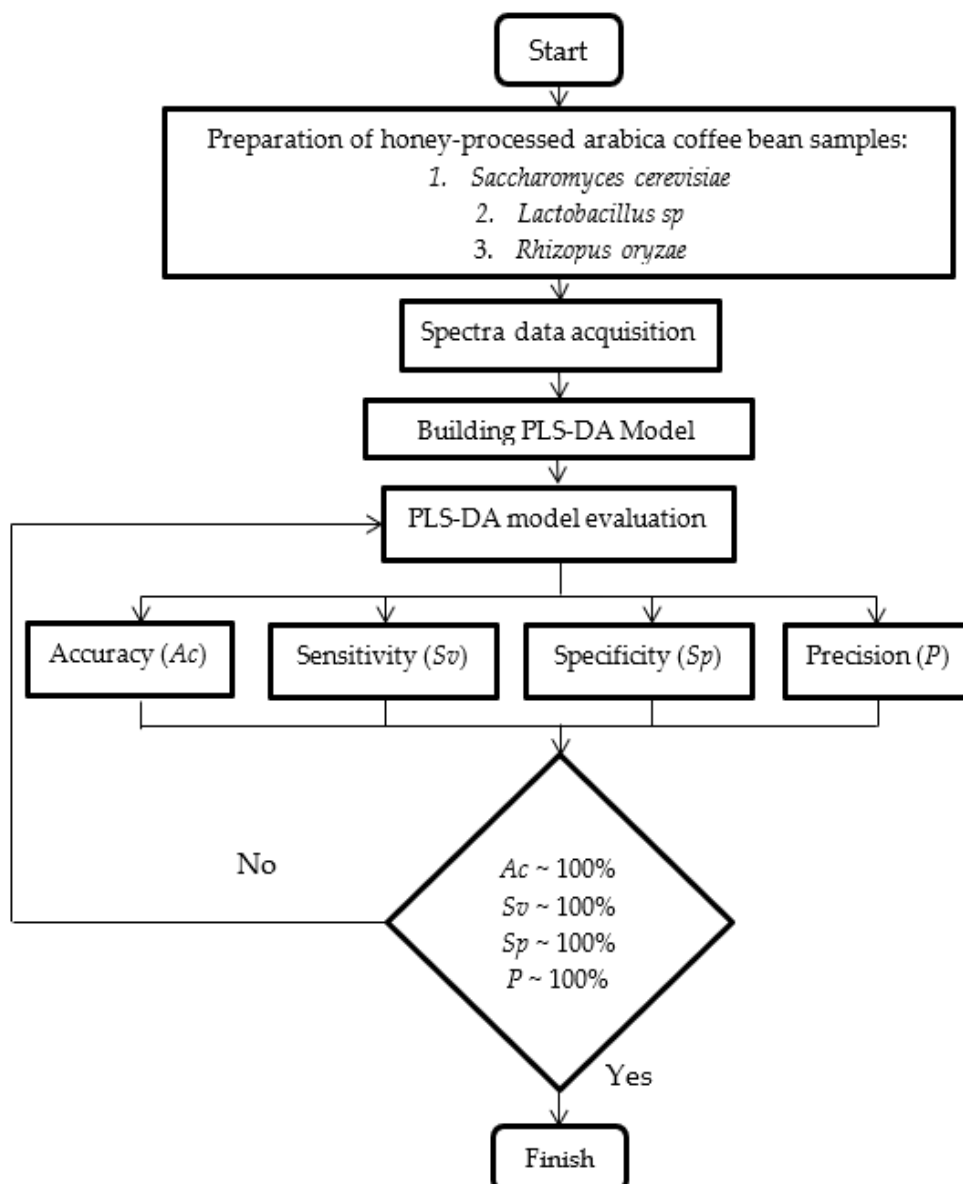 Start
Preparation of honey-processed arabica coffee bean samples:
1. Saccharomyces cerevisiae
2. Lactobacillus sp
3. Rhizopus oryzae
Spectra data acquisition
Building PLS-DA Model
PLS-DA model evaluation
Accuracy (Ac)
Sensitivity (Sv)
Specificity (Sp)
Precision (P)
No
Ac ~ 100%
Sv ~ 100%
Sp ~ 100%
P ~ 100%
Yes
Finish